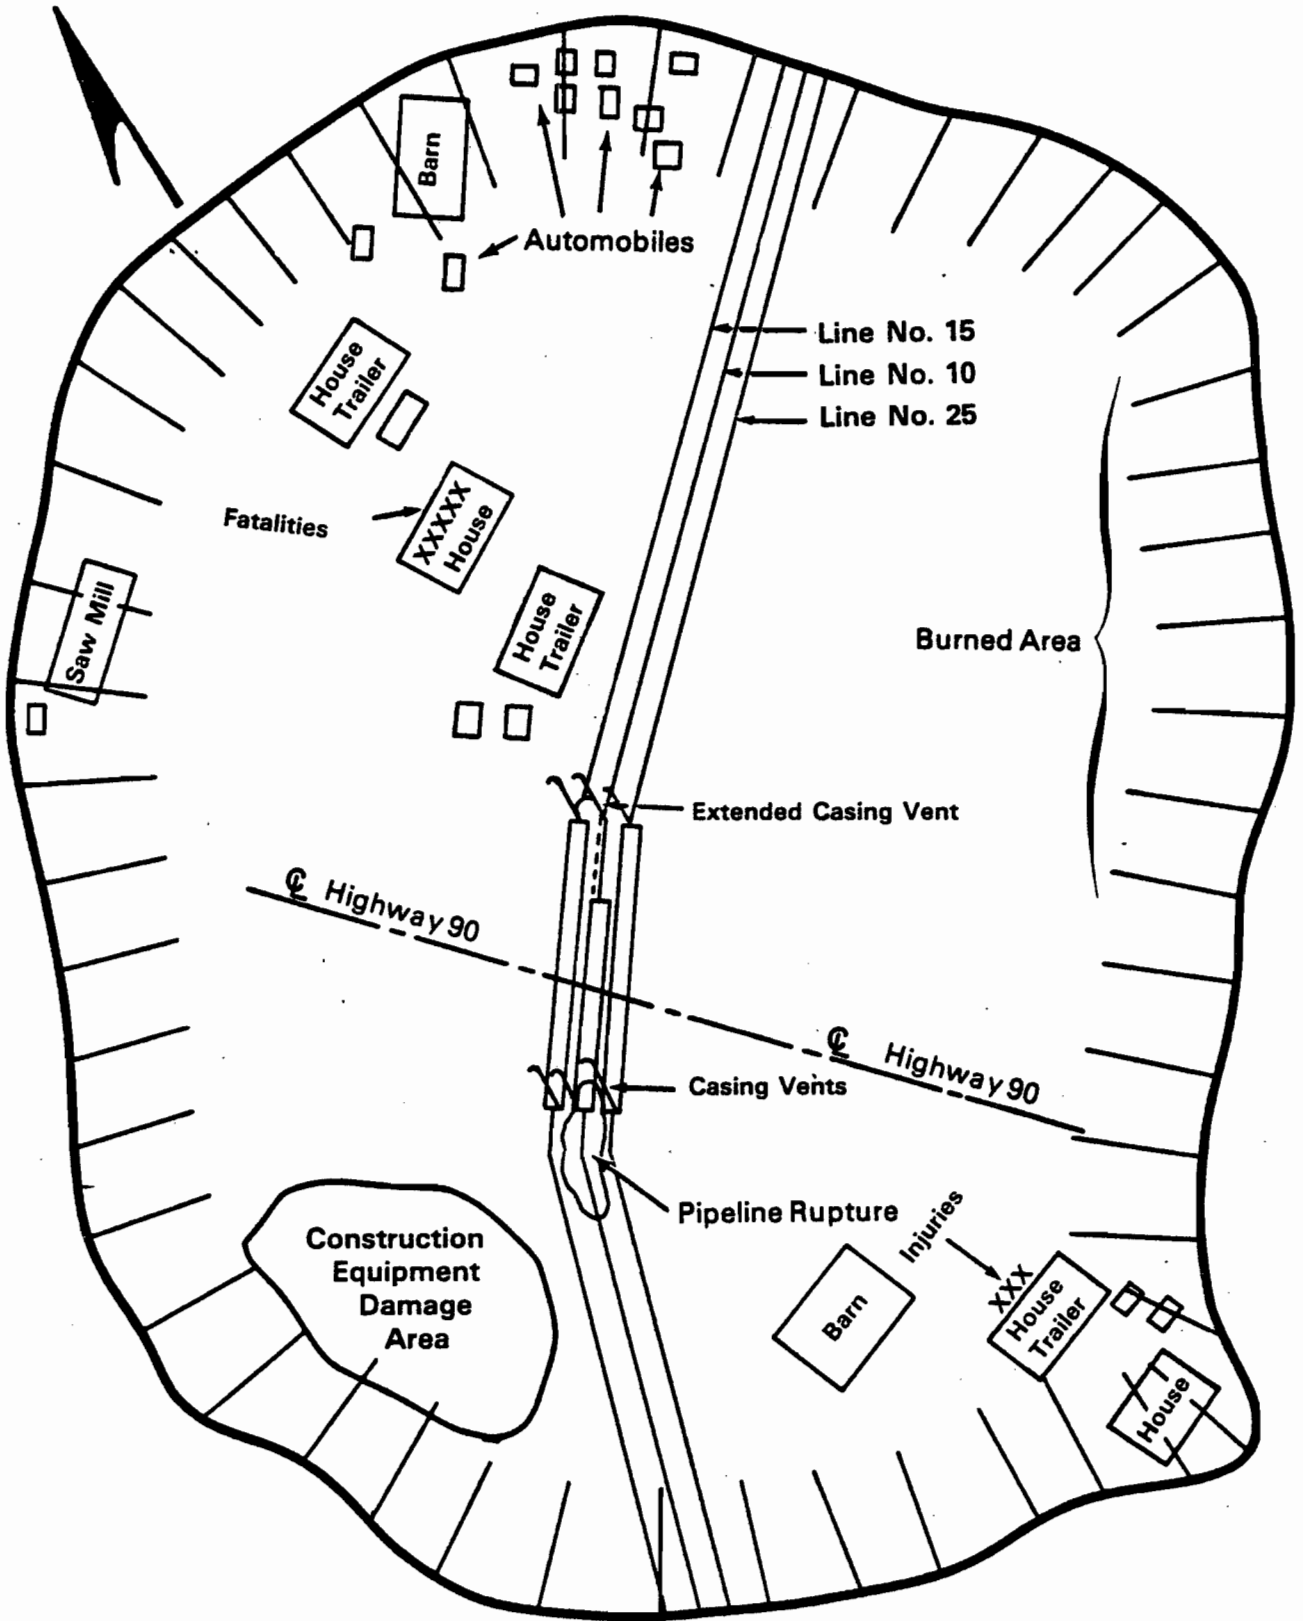 Barn
Automobiles
Line No. 15
Line No. 10
Line No. 25
House
Trailer
Fatalities
XXXXX
House
Saw Mill
House
Trailer
Burned Area
Extended Casing Vent
℄ Highway 90
℄ Highway 90
Casing Vents
Pipeline Rupture
Construction
Equipment
Damage
Area
Injuries
XXX
House
Trailer
Barn
House